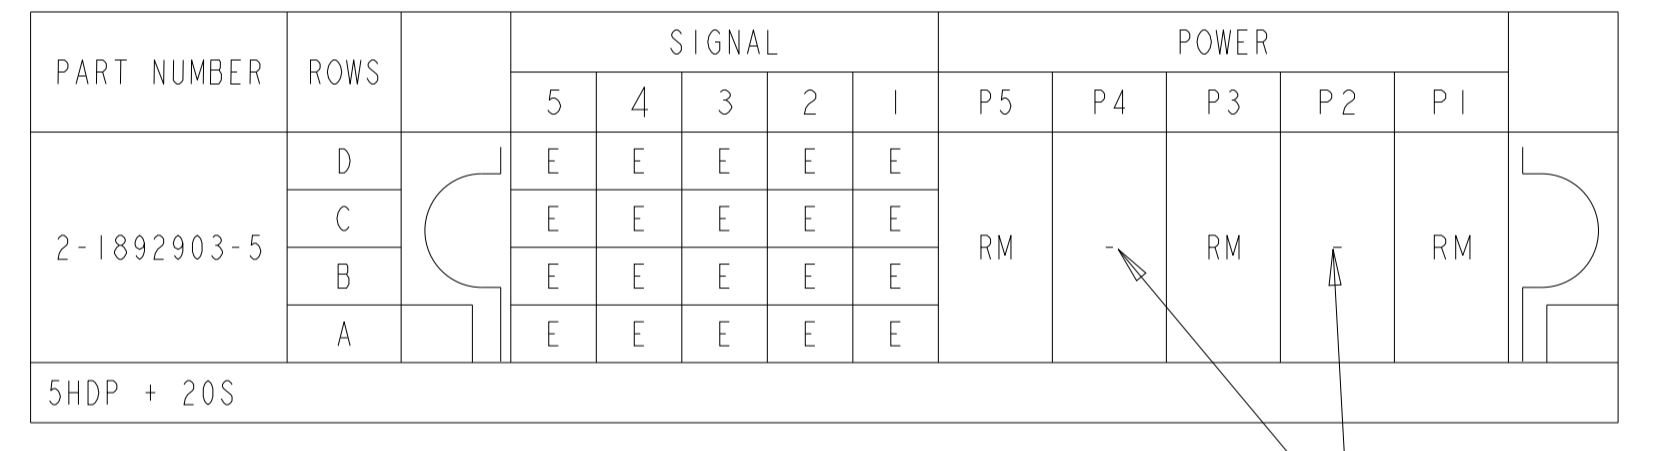 PART NUMBER ROWS SIGNAL POWER
5 4 3 2 1 P5 P4 P3 P2 P1
D E E E E E
C E E E E E
2-1892903-5 RM - RM - RM
B E E E E E
A E E E E E
5HDP + 20S